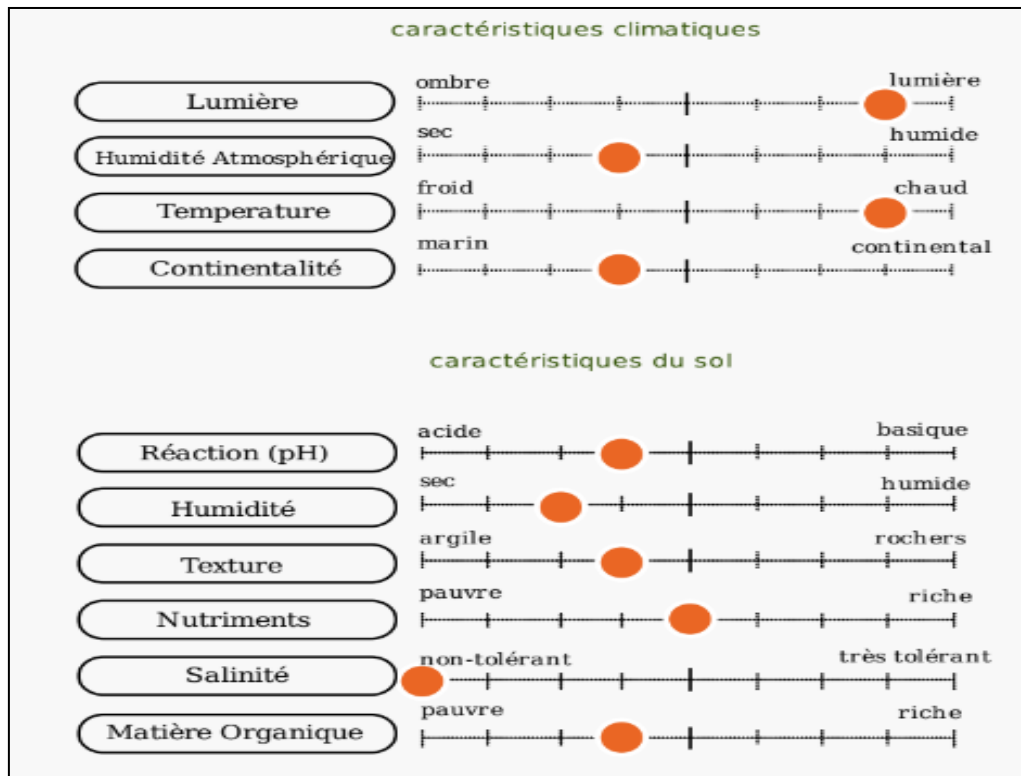 caractéristiques climatiques
Lumière
ombre
lumière
Humidité Atmosphérique
sec
humide
Temperature
froid
chaud
Continentalité
marin
continental
caractéristiques du sol
Réaction (pH)
acide
basique
Humidité
sec
humide
Texture
argile
rochers
Nutriments
pauvre
riche
Salinité
non-tolérant
très tolérant
Matière Organique
pauvre
riche